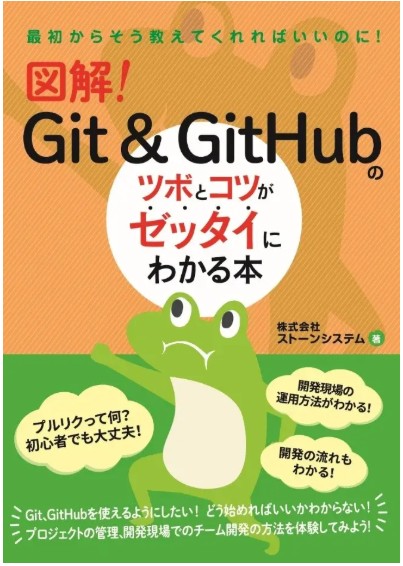 最初からそう教えてくれればいいのに！
図解！
Git & GitHubの
ツボとコツが
ゼッタイに
わかる本
株式会社
ストーンシステム 著
プルリクって何？
初心者でも大丈夫！
開発現場の
運用方法がわかる！
開発の流れも
わかる！
Git、GitHubを使えるようにしたい！ どう始めればいいかわからない！
プロジェクトの管理、開発現場でのチーム開発の方法を体験してみよう！